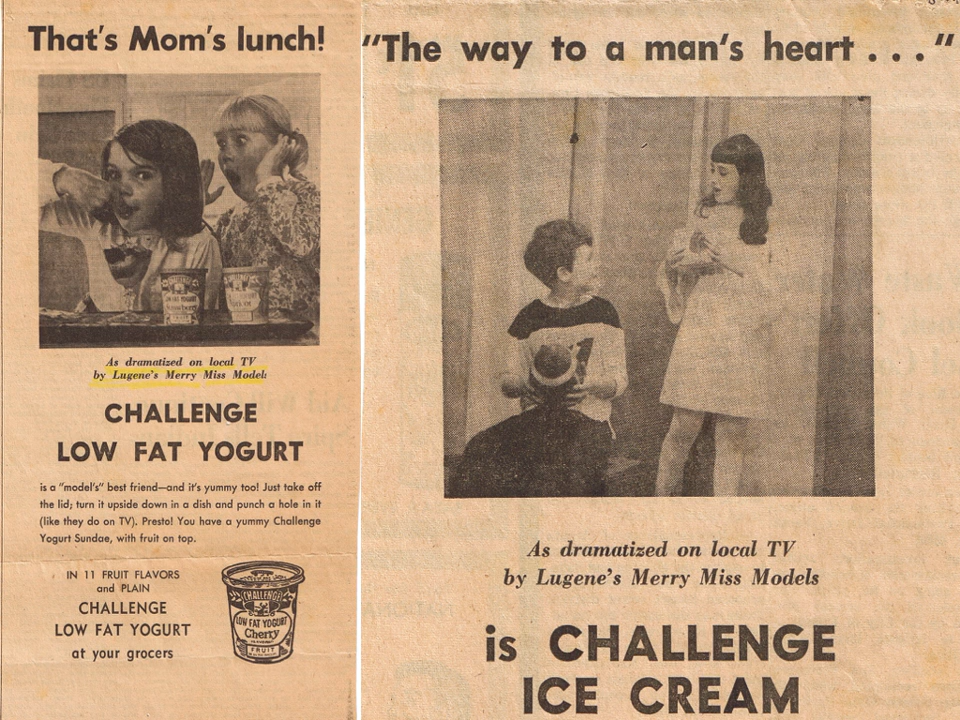 That's Mom's lunch!
As dramatized on local TV
by Lugene's Merry Miss Models
CHALLENGE
LOW FAT YOGURT
is a "model's" best friend—and it's yummy too! Just take off
the lid; turn it upside down in a dish and punch a hole in it
(like they do on TV). Presto! You have a yummy Challenge
Yogurt Sundae, with fruit on top.
IN 11 FRUIT FLAVORS
and PLAIN
CHALLENGE
LOW FAT YOGURT
at your grocers
CHALLENGE
LOW FAT YOGURT
Cherry
FRUIT
"The way to a man's heart . . . "
As dramatized on local TV
by Lugene's Merry Miss Models
is CHALLENGE
ICE CREAM